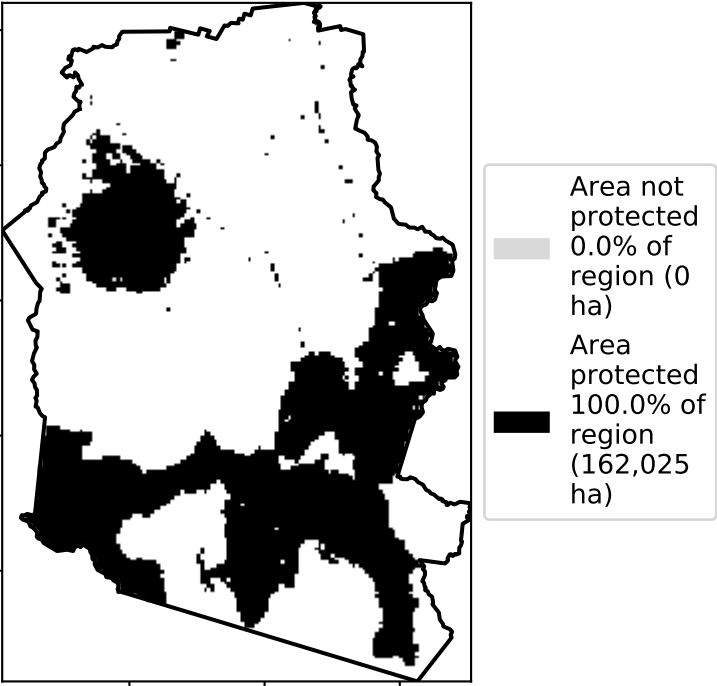 Area not
protected
0.0% of
region (0
ha)
Area
protected
100.0% of
region
(162,025
ha)